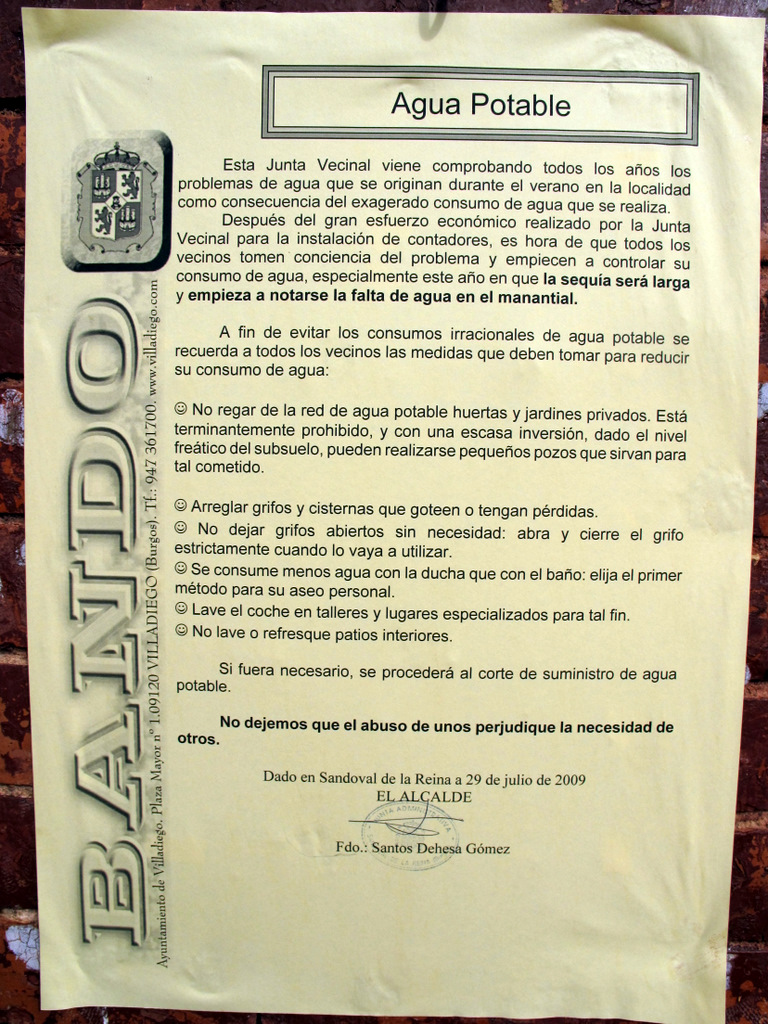 Agua Potable
Esta Junta Vecinal viene comprobando todos los años los
problemas de agua que se originan durante el verano en la localidad
como consecuencia del exagerado consumo de agua que se realiza.
Después del gran esfuerzo económico realizado por la Junta
Vecinal para la instalación de contadores, es hora de que todos los
vecinos tomen conciencia del problema y empiecen a controlar su
consumo de agua, especialmente este año en que la sequía será larga
y empieza a notarse la falta de agua en el manantial.
A fin de evitar los consumos irracionales de agua potable se
recuerda a todos los vecinos las medidas que deben tomar para reducir
su consumo de agua:
☺ No regar de la red de agua potable huertas y jardines privados. Está
terminantemente prohibido, y con una escasa inversión, dado el nivel
freático del subsuelo, pueden realizarse pequeños pozos que sirvan para
tal cometido.
☺ Arreglar grifos y cisternas que goteen o tengan pérdidas.
☺ No dejar grifos abiertos sin necesidad: abra y cierre el grifo
estrictamente cuando lo vaya a utilizar.
☺ Se consume menos agua con la ducha que con el baño: elija el primer
método para su aseo personal.
☺ Lave el coche en talleres y lugares especializados para tal fin.
☺ No lave o refresque patios interiores.
Si fuera necesario, se procederá al corte de suministro de agua
potable.
No dejemos que el abuso de unos perjudique la necesidad de
otros.
Dado en Sandoval de la Reina a 29 de julio de 2009
EL ALCALDE
Fdo.: Santos Dehesa Gómez
BANDO
Ayuntamiento de Villadiego. Plaza Mayor nº 1.09120 VILLADIEGO (Burgos). Tf.: 947 361700. www.villadiego.com